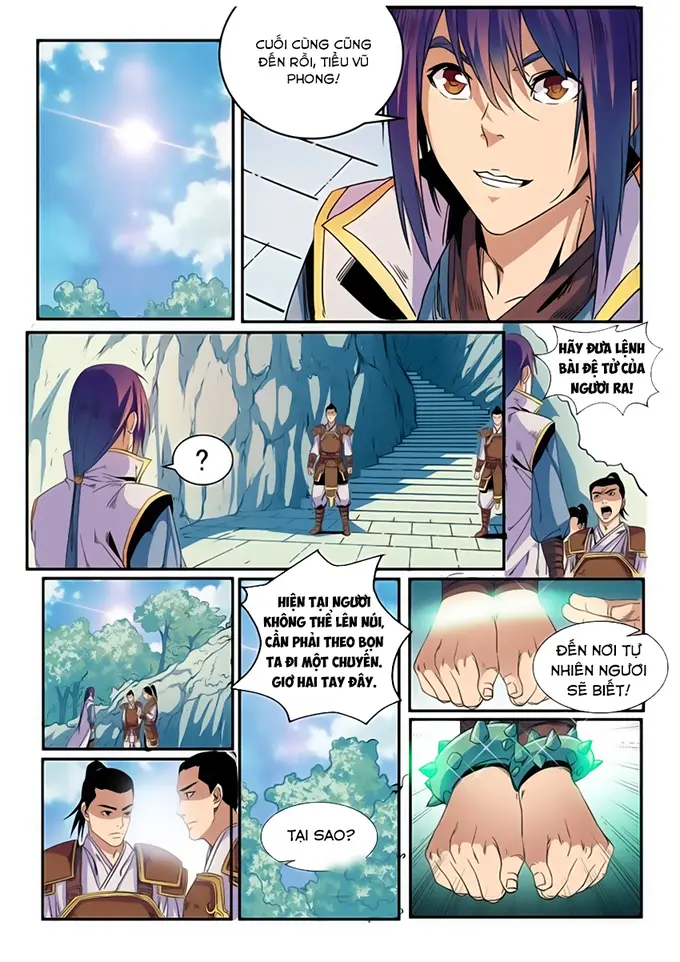 CUỐI CÙNG CŨNG
ĐẾN RỒI, TIỂU VŨ
PHONG!
?
HÃY ĐƯA LỆNH
BÀI ĐỆ TỬ CỦA
NGƯƠI RA!
HIỆN TẠI NGƯƠI
KHÔNG THỂ LÊN NÚI,
CẦN PHẢI THEO BỌN
TA ĐI MỘT CHUYẾN.
GIƠ HAI TAY ĐÂY.
TẠI SAO?
ĐẾN NƠI TỰ
NHIÊN NGƯƠI
SẼ BIẾT!